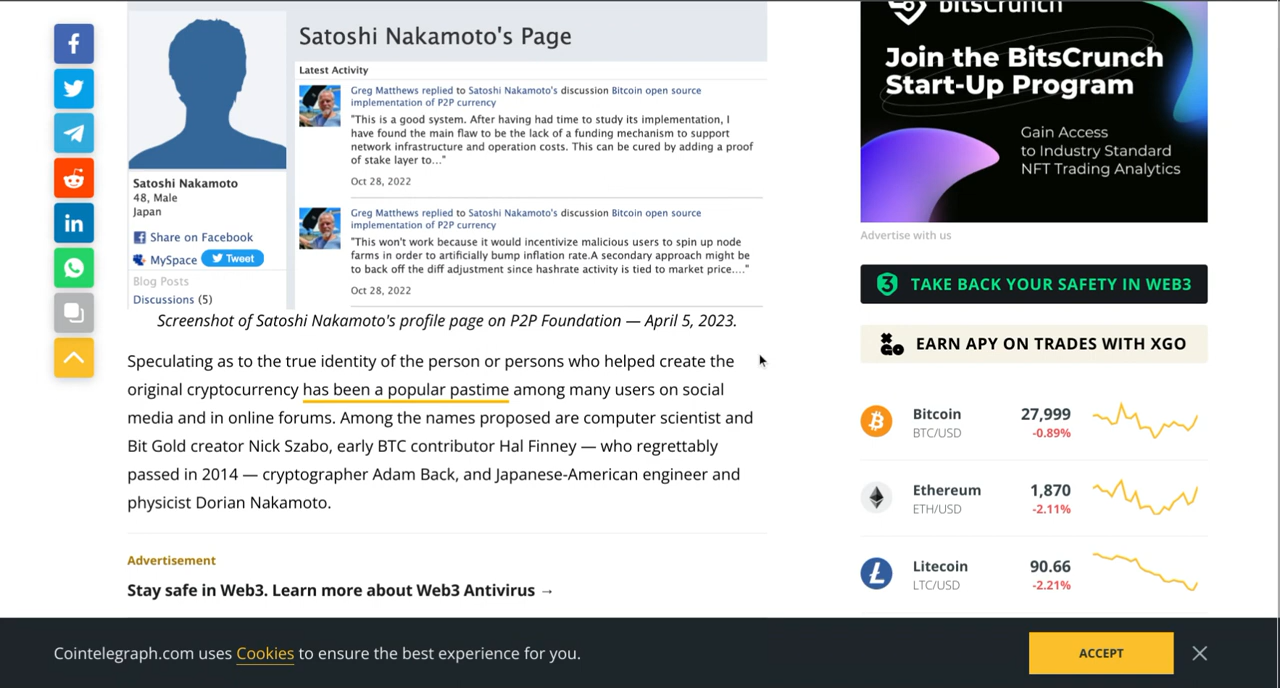 Satoshi Nakamoto's Page
Latest Activity
Greg Matthews replied to Satoshi Nakamoto's discussion Bitcoin open source
implementation of P2P currency
"This is a good system. After having had time to study its implementation, I
have found the main flaw to be the lack of a funding mechanism to support
network infrastructure and operation costs. This can be cured by adding a proof
of stake layer to..."
Oct 28, 2022
Satoshi Nakamoto
48, Male
Japan
Share on Facebook
MySpace Tweet
Blog Posts
Discussions (5)
Greg Matthews replied to Satoshi Nakamoto's discussion Bitcoin open source
implementation of P2P currency
"This won't work because it would incentivize malicious users to spin up node
farms in order to artificially bump inflation rate.A secondary approach might be
to back off the diff adjustment since hashrate activity is tied to market price...."
Oct 28, 2022
Screenshot of Satoshi Nakamoto's profile page on P2P Foundation — April 5, 2023.
Speculating as to the true identity of the person or persons who helped create the
original cryptocurrency has been a popular pastime among many users on social
media and in online forums. Among the names proposed are computer scientist and
Bit Gold creator Nick Szabo, early BTC contributor Hal Finney — who regrettably
passed in 2014 — cryptographer Adam Back, and Japanese-American engineer and
physicist Dorian Nakamoto.
Advertisement
Stay safe in Web3. Learn more about Web3 Antivirus →
bitsCrunch
Join the BitsCrunch
Start-Up Program
Gain Access
to Industry Standard
NFT Trading Analytics
Advertise with us
TAKE BACK YOUR SAFETY IN WEB3
EARN APY ON TRADES WITH XGO
Bitcoin 27,999
BTC/USD -0.89%
Ethereum 1,870
ETH/USD -2.11%
Litecoin 90.66
LTC/USD -2.21%
Cointelegraph.com uses Cookies to ensure the best experience for you.
ACCEPT